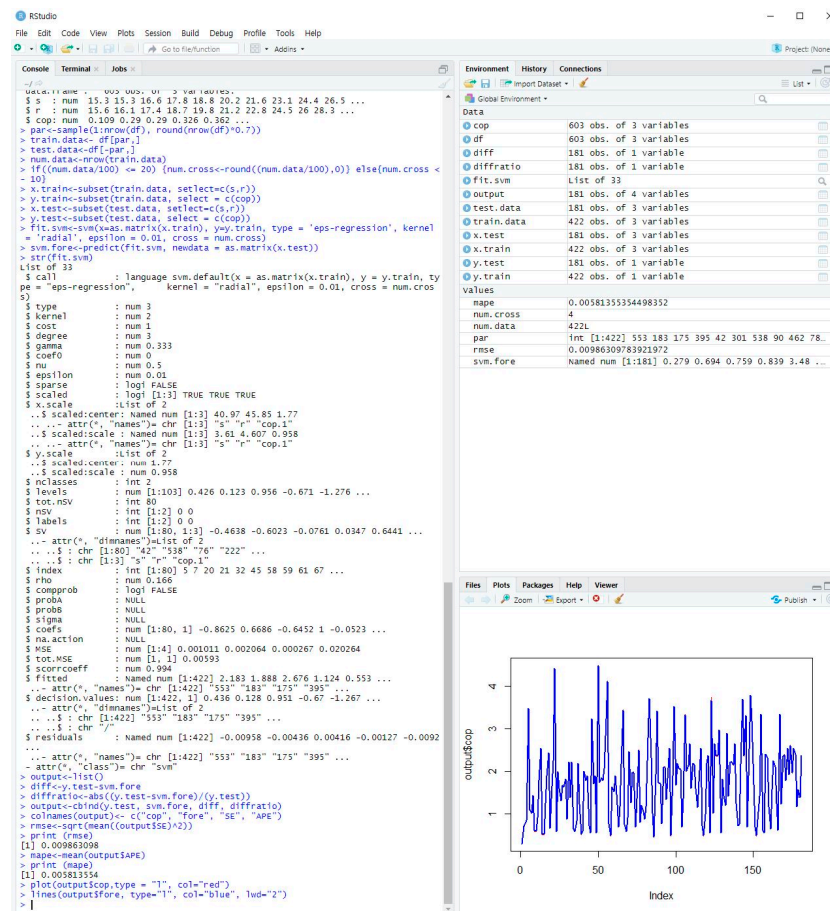 RStudio
File Edit Code View Plots Session Build Debug Profile Tools Help
Go to file/function
Addins
Project: (None
Console Terminal Jobs
~/
data.frame : 603 obs. of 3 variables:
$ s : num 15.3 15.3 16.6 17.8 18.8 20.2 21.6 23.1 24.4 26.5 ...
$ r : num 15.6 16.1 17.4 18.7 19.8 21.2 22.8 24.5 26 28.3 ...
$ cop: num 0.109 0.29 0.29 0.326 0.362 ...
> par<-sample(1:nrow(df), round(nrow(df)*0.7))
> train.data<- df[par,]
> test.data<-df[-par,]
> num.data<-nrow(train.data)
> if((num.data/100) <= 20) {num.cross<-round((num.data/100),0)} else{num.cross <
- 10}
> x.train<-subset(train.data, setlect=c(s,r))
> y.train<-subset(train.data, select = c(cop))
> x.test<-subset(test.data, setlect=c(s,r))
> y.test<-subset(test.data, select = c(cop))
> fit.svm<-svm(x=as.matrix(x.train), y=y.train, type = 'eps-regression', kernel
= 'radial', epsilon = 0.01, cross = num.cross)
> svm.fore<-predict(fit.svm, newdata = as.matrix(x.test))
> str(fit.svm)
List of 33
$ call : language svm.default(x = as.matrix(x.train), y = y.train, ty
pe = "eps-regression", kernel = "radial", epsilon = 0.01, cross = num.cros
s)
$ type : num 3
$ kernel : num 2
$ cost : num 1
$ degree : num 3
$ gamma : num 0.333
$ coef0 : num 0
$ nu : num 0.5
$ epsilon : num 0.01
$ sparse : logi FALSE
$ scaled : logi [1:3] TRUE TRUE TRUE
$ x.scale :List of 2
..$ scaled:center: Named num [1:3] 40.97 45.85 1.77
.. ..- attr(*, "names")= chr [1:3] "s" "r" "cop.1"
..$ scaled:scale : Named num [1:3] 3.61 4.607 0.958
.. ..- attr(*, "names")= chr [1:3] "s" "r" "cop.1"
$ y.scale :List of 2
..$ scaled:center: num 1.77
..$ scaled:scale : num 0.958
$ nclasses : int 2
$ levels : num [1:103] 0.426 0.123 0.956 -0.671 -1.276 ...
$ tot.nSV : int 80
$ nSV : int [1:2] 0 0
$ labels : int [1:2] 0 0
$ SV : num [1:80, 1:3] -0.4638 -0.6023 -0.0761 0.0347 0.6441 ...
..- attr(*, "dimnames")=List of 2
.. ..$ : chr [1:80] "42" "538" "76" "222" ...
.. ..$ : chr [1:3] "s" "r" "cop.1"
$ index : int [1:80] 5 7 20 21 32 45 58 59 61 67 ...
$ rho : num 0.166
$ compprob : logi FALSE
$ probA : NULL
$ probB : NULL
$ sigma : NULL
$ coefs : num [1:80, 1] -0.8625 0.6686 -0.6452 1 -0.0523 ...
$ na.action : NULL
$ MSE : num [1:4] 0.001011 0.002064 0.000267 0.020264
$ tot.MSE : num [1, 1] 0.00593
$ scorrcoeff : num 0.994
$ fitted : Named num [1:422] 2.183 1.888 2.676 1.124 0.553 ...
..- attr(*, "names")= chr [1:422] "553" "183" "175" "395" ...
$ decision.values: num [1:422, 1] 0.436 0.128 0.951 -0.67 -1.267 ...
..- attr(*, "dimnames")=List of 2
.. ..$ : chr [1:422] "553" "183" "175" "395" ...
.. ..$ : chr "/"
$ residuals : Named num [1:422] -0.00958 -0.00436 0.00416 -0.00127 -0.0092
...
..- attr(*, "names")= chr [1:422] "553" "183" "175" "395" ...
- attr(*, "class")= chr "svm"
> output<-list()
> diff<-y.test-svm.fore
> diffratio<-abs((y.test-svm.fore)/(y.test))
> output<-cbind(y.test, svm.fore, diff, diffratio)
> colnames(output)<- c("cop", "fore", "SE", "APE")
> rmse<-sqrt(mean((output$SE)^2))
> print (rmse)
[1] 0.009863098
> mape<-mean(output$APE)
> print (mape)
[1] 0.005813554
> plot(output$cop,type = "l", col="red")
> lines(output$fore, type="l", col="blue", lwd="2")
>
Environment History Connections
Import Dataset
List
Global Environment
Data
cop 603 obs. of 3 variables
df 603 obs. of 3 variables
diff 181 obs. of 1 variable
diffratio 181 obs. of 1 variable
fit.svm List of 33
output 181 obs. of 4 variables
test.data 181 obs. of 3 variables
train.data 422 obs. of 3 variables
x.test 181 obs. of 3 variables
x.train 422 obs. of 3 variables
y.test 181 obs. of 1 variable
y.train 422 obs. of 1 variable
values
mape 0.00581355354498352
num.cross 4
num.data 422L
par int [1:422] 553 183 175 395 42 301 538 90 462 78...
rmse 0.00986309783921972
svm.fore Named num [1:181] 0.279 0.694 0.759 0.839 3.48 ...
Files Plots Packages Help Viewer
Zoom Export Publish
output$cop
4
3
2
1
0 50 100 150
Index